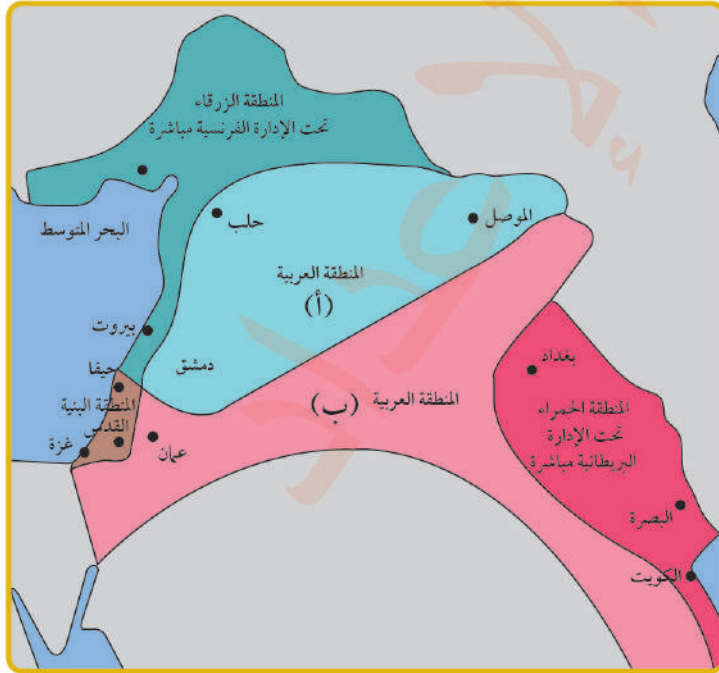 المنطقة الزرقاء
تحت الإدارة الفرنسية مباشرة
البحر المتوسط
حلب
الموصل
المنطقة العربية
(أ)
بيروت
دمشق
حيفا
المنطقة البنية
القدس
غزة
عمان
المنطقة العربية (ب)
بغداد
المنطقة الحمراء
تحت الإدارة
البريطانية مباشرة
البصرة
الكويت